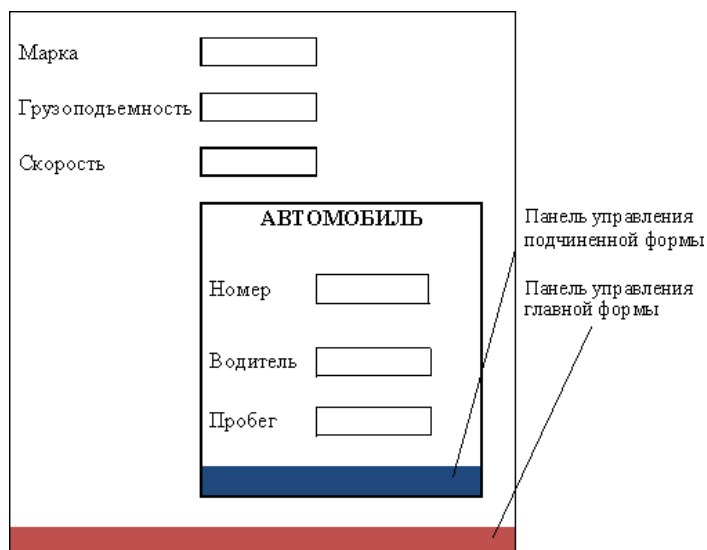 Марка
Грузоподъемность
Скорость
АВТОМОБИЛЬ
Номер
Водитель
Пробег
Панель управления
подчиненной формы
Панель управления
главной формы